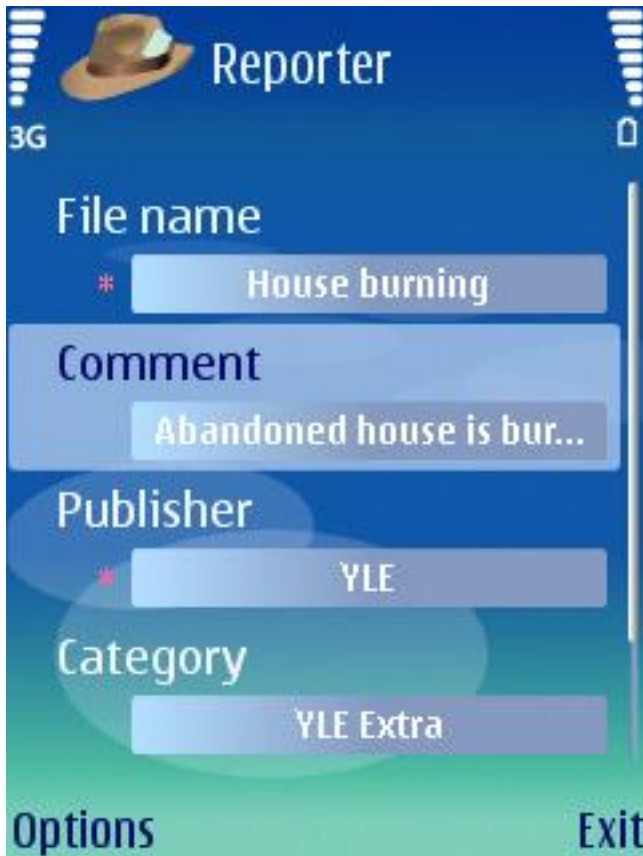 Reporter
3G
File name
* House burning
Comment
Abandoned house is bur...
Publisher
* YLE
Category
YLE Extra
Options Exit